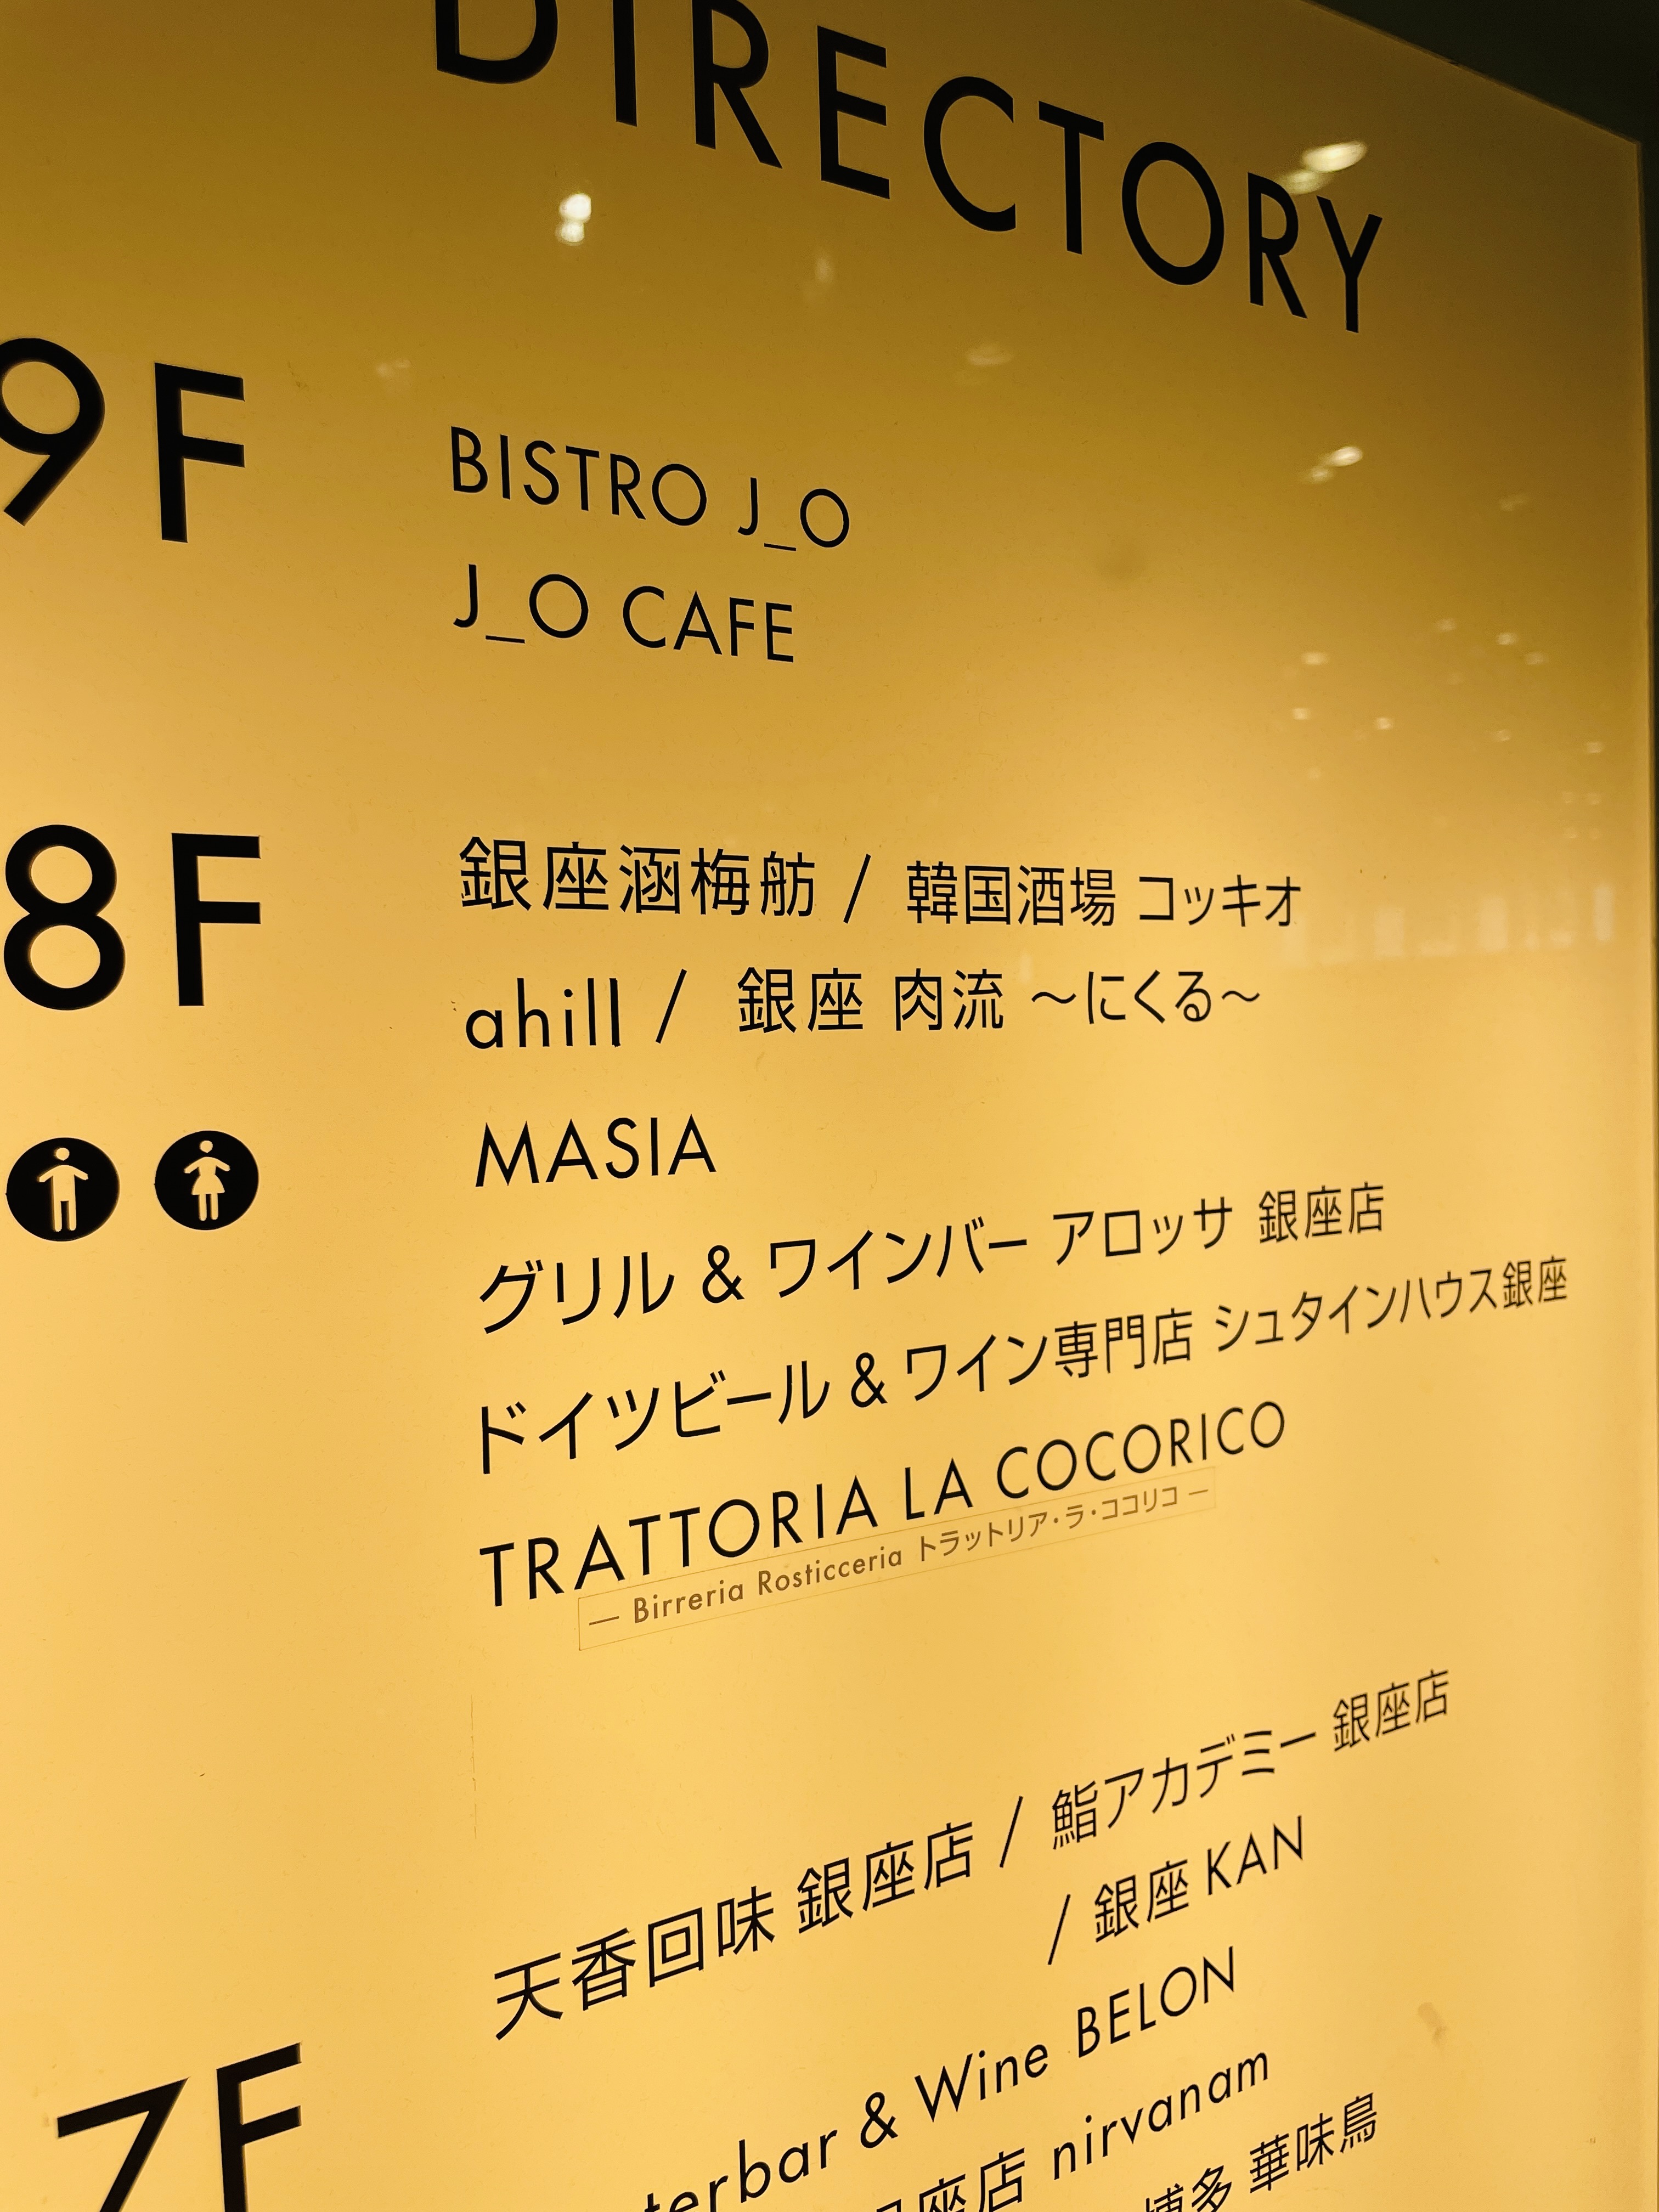 DIRECTORY
9F
BISTRO J_O
J_O CAFE
8F
銀座涵梅舫 / 韓国酒場 コッキオ
ahill / 銀座 肉流 ～にくる～
MASIA
グリル & ワインバー アロッサ 銀座店
ドイツビール & ワイン専門店 シュタインハウス銀座
TRATTORIA LA COCORICO
— Birreria Rosticceria トラットリア・ラ・ココリコ —
7F
天香回味 銀座店 / 鮨アカデミー 銀座店
/ 銀座 KAN
terbar & Wine BELON
座店 nirvanam
博多 華味鳥